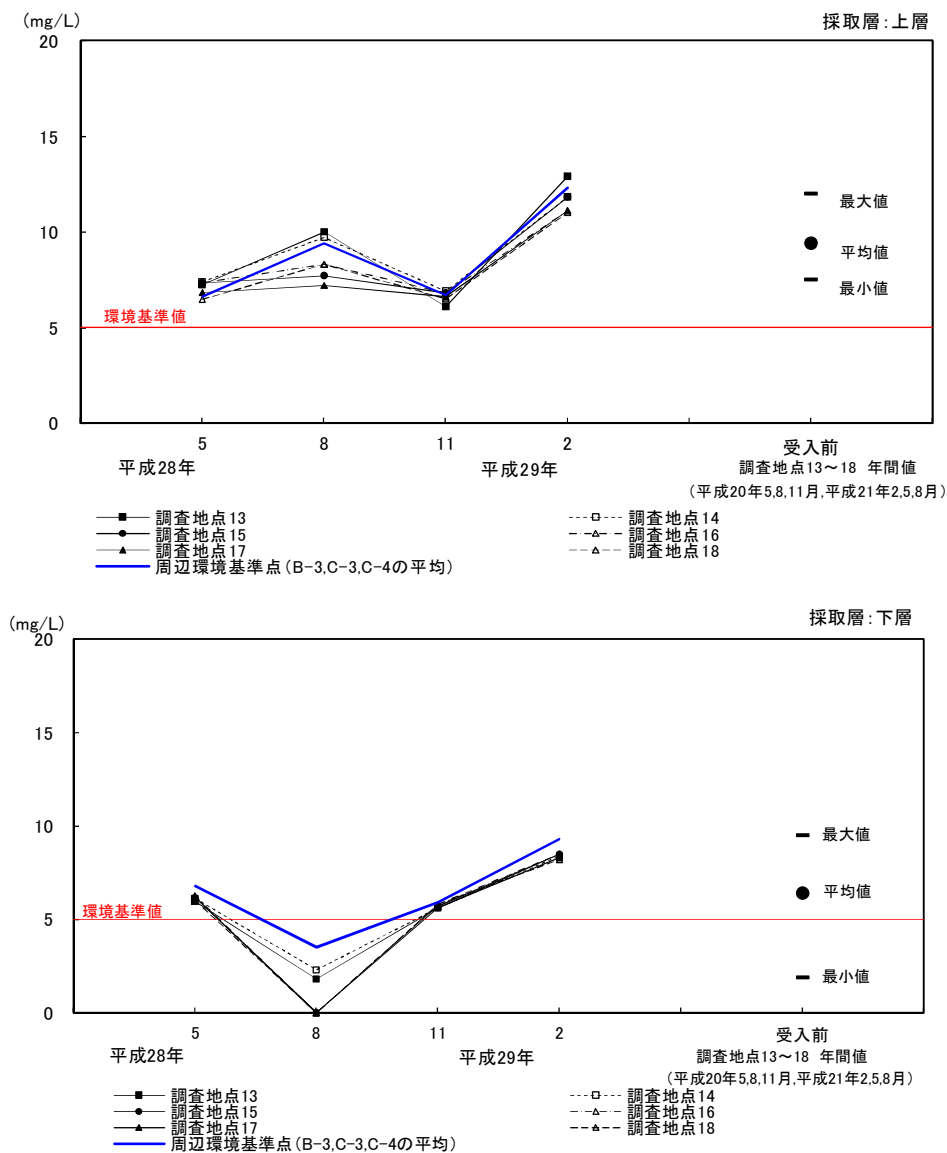 (mg/L)
採取層：上層
20
15
10
5
0
最大値
平均値
最小値
環境基準値
5
8
11
2
受入前
平成28年
平成29年
調査地点13～18 年間値
(平成20年5,8,11月,平成21年2,5,8月)
調査地点13
調査地点14
調査地点15
調査地点16
調査地点17
調査地点18
周辺環境基準点(B-3,C-3,C-4の平均)
(mg/L)
採取層：下層
20
15
10
5
0
最大値
平均値
最小値
環境基準値
5
8
11
2
受入前
平成28年
平成29年
調査地点13～18 年間値
(平成20年5,8,11月,平成21年2,5,8月)
調査地点13
調査地点14
調査地点15
調査地点16
調査地点17
調査地点18
周辺環境基準点(B-3,C-3,C-4の平均)